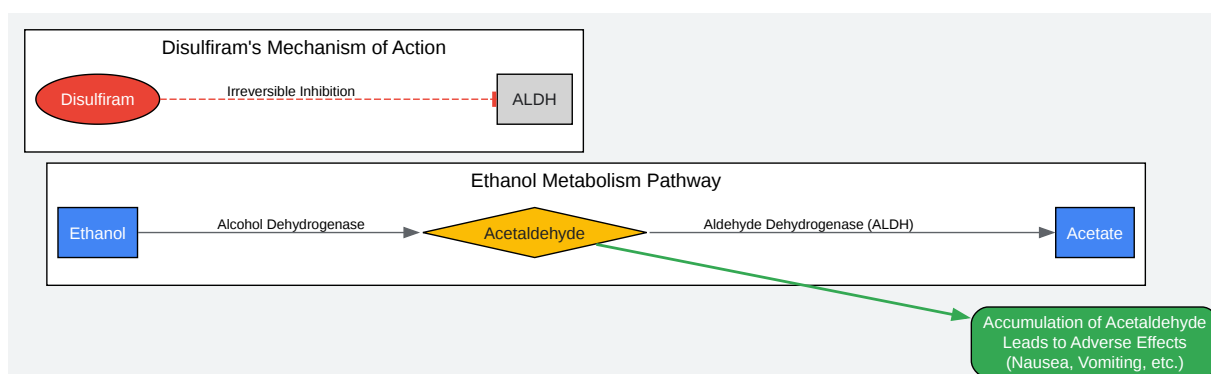 Disulfiram's Mechanism of Action
Disulfiram
Irreversible Inhibition
ALDH
Ethanol Metabolism Pathway
Ethanol
Alcohol Dehydrogenase
Acetaldehyde
Aldehyde Dehydrogenase (ALDH)
Acetate
Accumulation of Acetaldehyde
Leads to Adverse Effects
(Nausea, Vomiting, etc.)